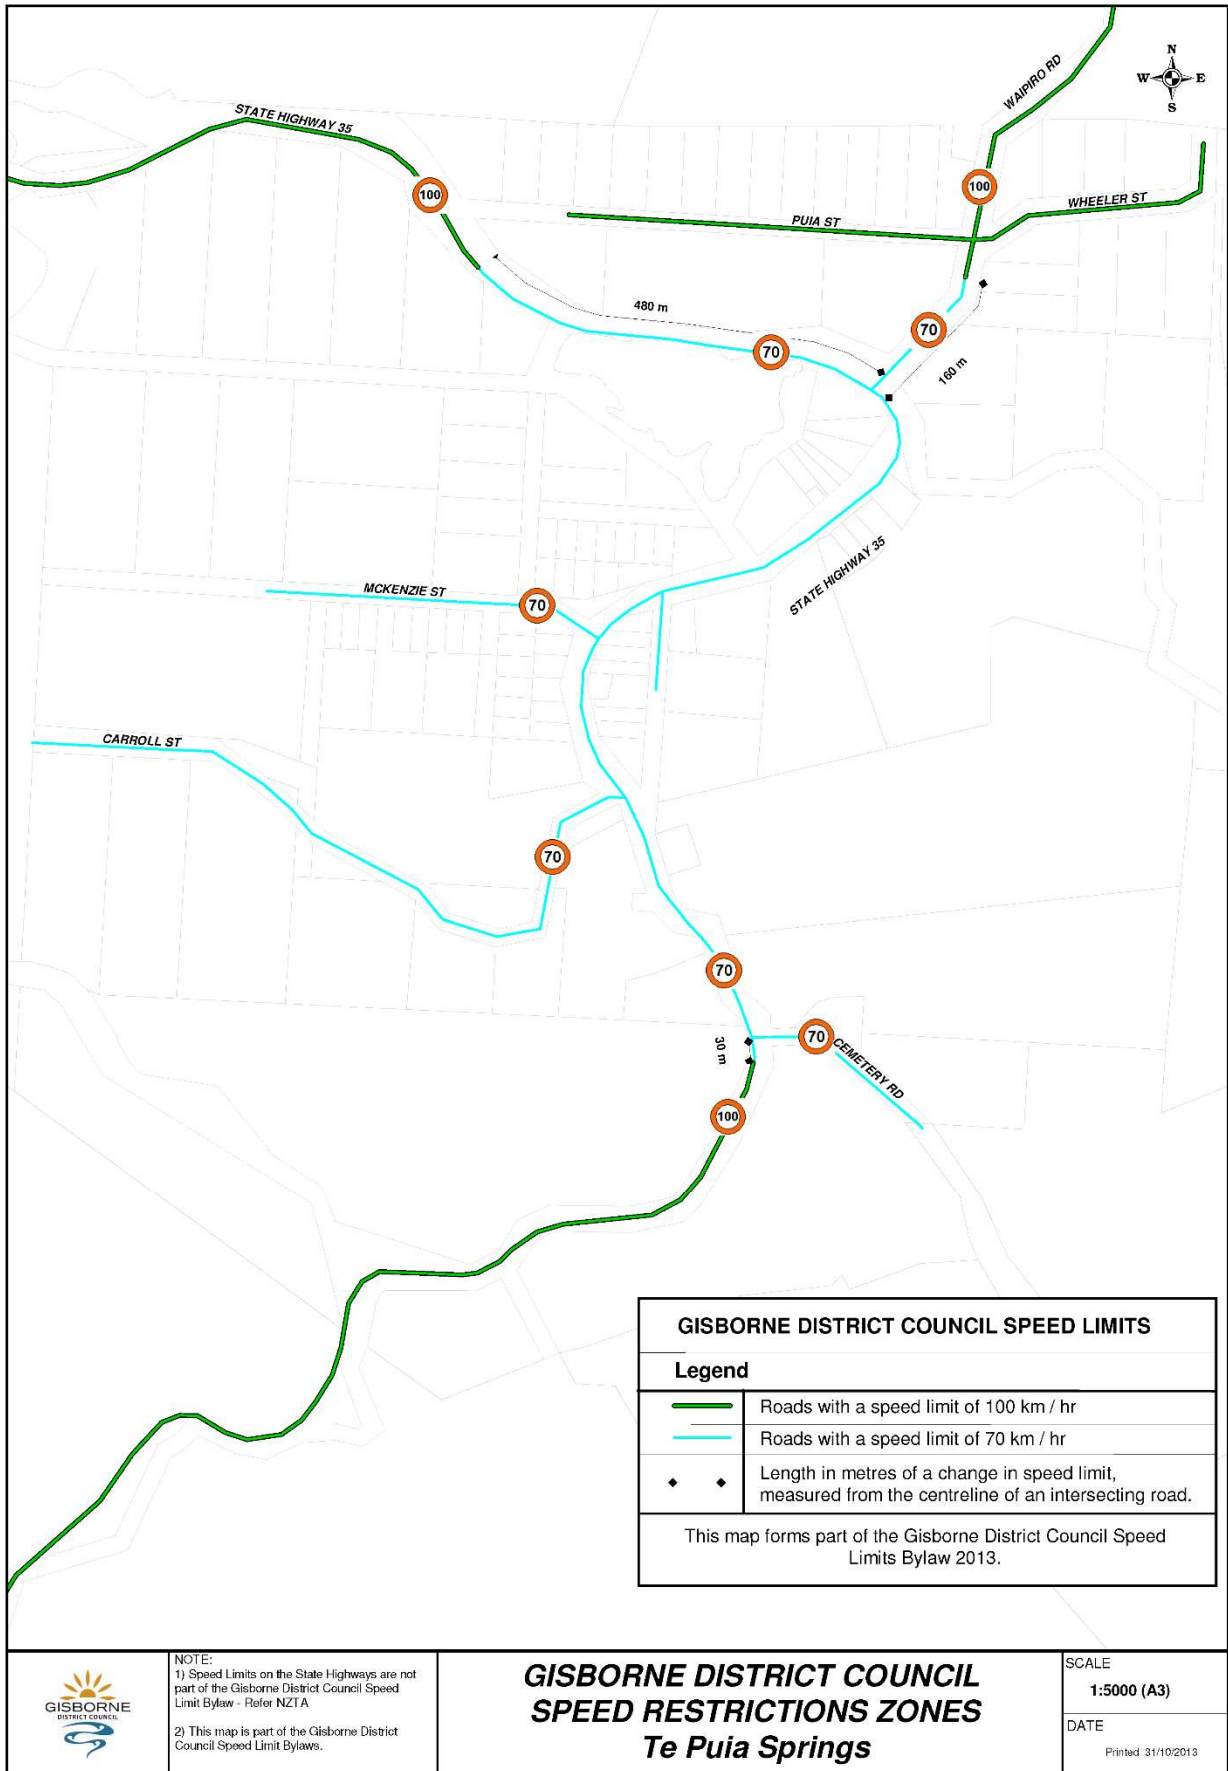 N
W E
S
WAIPIRO RD
STATE HIGHWAY 35
100
100
WHEELER ST
PUIA ST
480 m
70
70
160 m
STATE HIGHWAY 35
MCKENZIE ST
70
CARROLL ST
70
70
30 m
70
CEMETERY RD
100
GISBORNE DISTRICT COUNCIL SPEED LIMITS
Legend
Roads with a speed limit of 100 km / hr
Roads with a speed limit of 70 km / hr
Length in metres of a change in speed limit,
measured from the centreline of an intersecting road.
This map forms part of the Gisborne District Council Speed
Limits Bylaw 2013.
GISBORNE
DISTRICT COUNCIL
NOTE:
1) Speed Limits on the State Highways are not
part of the Gisborne District Council Speed
Limit Bylaw - Refer NZTA
2) This map is part of the Gisborne District
Council Speed Limit Bylaws.
GISBORNE DISTRICT COUNCIL
SPEED RESTRICTIONS ZONES
Te Puia Springs
SCALE
1:5000 (A3)
DATE
Printed 31/10/2013